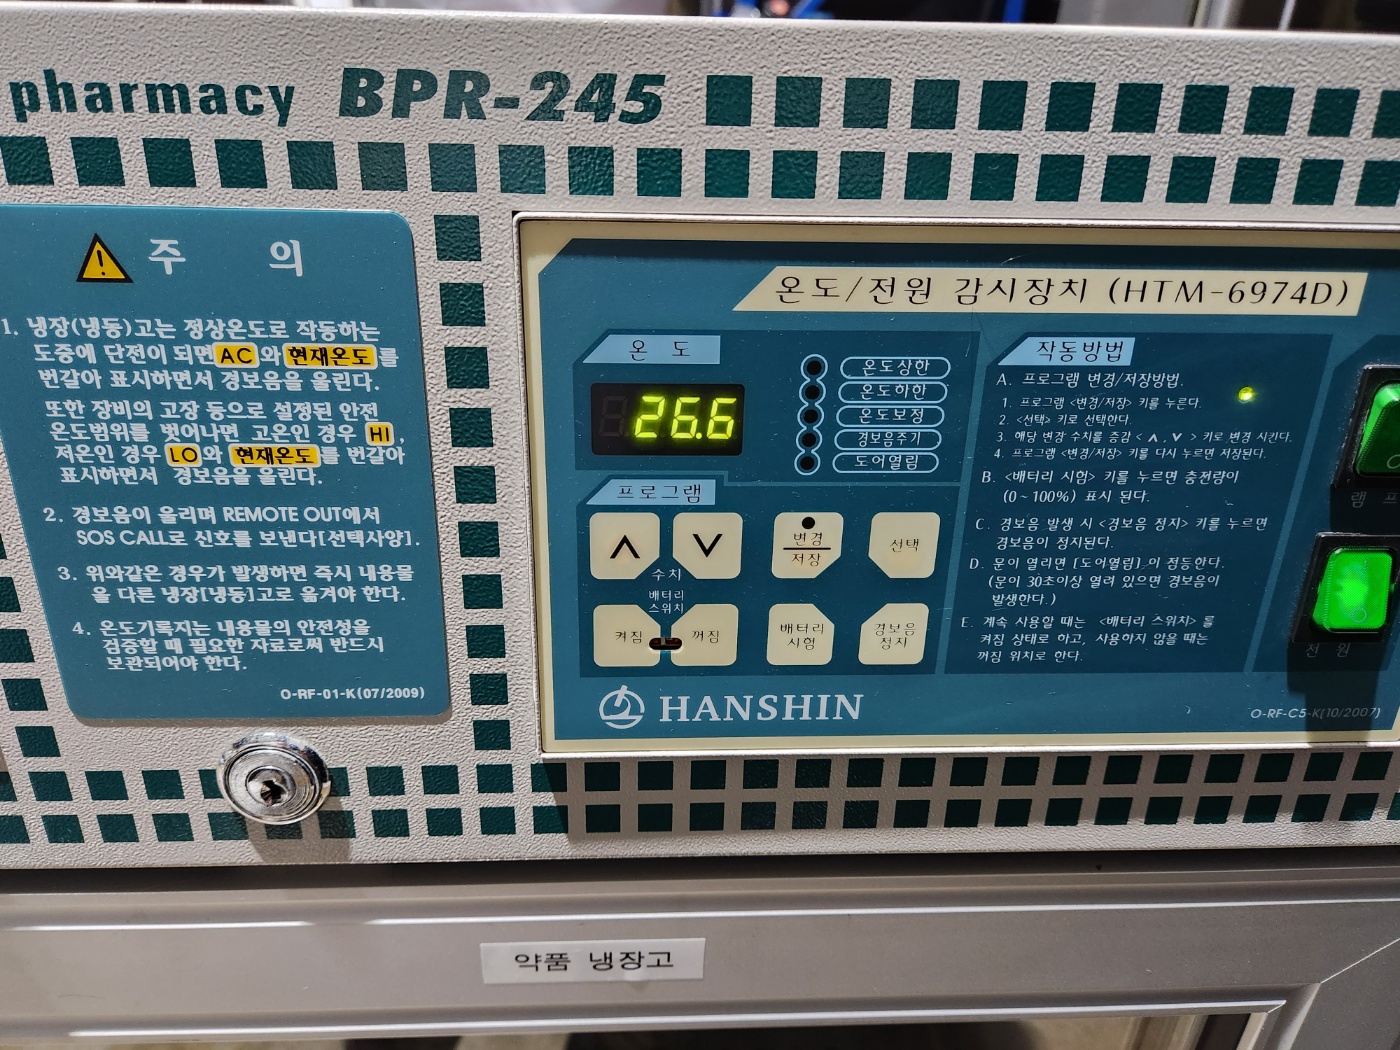 pharmacy BPR-245
주 의
1. 냉장(냉동)고는 정상온도로 작동하는
도중에 단전이 되면 AC 와 현재온도 를
번갈아 표시하면서 경보음을 울린다.
또한 장비의 고장 등으로 설정된 안전
온도범위를 벗어나면 고온인 경우 HI ,
저온인 경우 LO 와 현재온도 를 번갈아
표시하면서 경보음을 울린다.
2. 경보음이 울리며 REMOTE OUT에서
SOS CALL로 신호를 보낸다[선택사양].
3. 위와같은 경우가 발생하면 즉시 내용물
을 다른 냉장[냉동]고로 옮겨야 한다.
4. 온도기록지는 내용물의 안전성을
검증할 때 필요한 자료로써 반드시
보관되어야 한다.
O-RF-01-K(07/2009)
온도/전원 감시장치 (HTM-6974D)
온 도
26.6
온도상한
온도하한
온도보정
경보음주기
도어열림
프로그램
수치
변경
저장
선택
배터리
스위치
켜짐
꺼짐
배터리
시험
경보음
정지
HANSHIN
작동방법
A. 프로그램 변경/저장방법.
1. 프로그램 <변경/저장> 키를 누른다.
2. <선택> 키로 선택한다.
3. 해당 변경 수치를 증감 < ∧ , ∨ > 키로 변경 시킨다.
4. 프로그램 <변경/저장> 키를 다시 누르면 저장된다.
B. <배터리 시험> 키를 누르면 충전량이
(0~100%) 표시 된다.
C. 경보음 발생 시 <경보음 정지> 키를 누르면
경보음이 정지된다.
D. 문이 열리면 [도어열림]이 점등한다.
(문이 30초이상 열려 있으면 경보음이
발생한다.)
E. 계속 사용할 때는 <배터리 스위치> 를
켜짐 상태로 하고, 사용하지 않을 때는
꺼짐 위치로 한다.
O-RF-C5-K(10/2007)
램 프
전 원
약품 냉장고